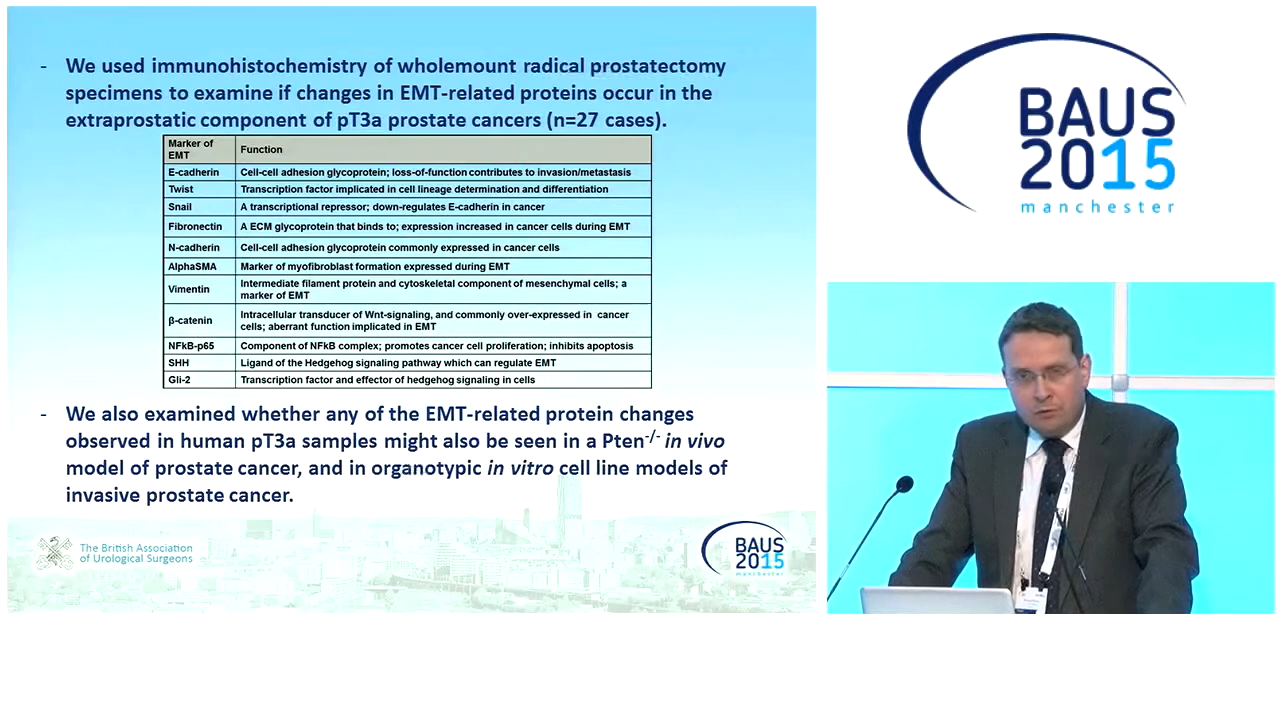 - We used immunohistochemistry of wholemount radical prostatectomy
specimens to examine if changes in EMT-related proteins occur in the
extraprostatic component of pT3a prostate cancers (n=27 cases).
Marker of EMT Function
E-cadherin Cell-cell adhesion glycoprotein; loss-of-function contributes to invasion/metastasis
Twist Transcription factor implicated in cell lineage determination and differentiation
Snail A transcriptional repressor; down-regulates E-cadherin in cancer
Fibronectin A ECM glycoprotein that binds to; expression increased in cancer cells during EMT
N-cadherin Cell-cell adhesion glycoprotein commonly expressed in cancer cells
AlphaSMA Marker of myofibroblast formation expressed during EMT
Vimentin Intermediate filament protein and cytoskeletal component of mesenchymal cells; a
marker of EMT
β-catenin Intracellular transducer of Wnt-signaling, and commonly over-expressed in cancer
cells; aberrant function implicated in EMT
NFkB-p65 Component of NFkB complex; promotes cancer cell proliferation; inhibits apoptosis
SHH Ligand of the Hedgehog signaling pathway which can regulate EMT
Gli-2 Transcription factor and effector of hedgehog signaling in cells
- We also examined whether any of the EMT-related protein changes
observed in human pT3a samples might also be seen in a Pten-/- in vivo
model of prostate cancer, and in organotypic in vitro cell line models of
invasive prostate cancer.
The British Association
of Urological Surgeons
BAUS
2015
manchester
BAUS
2015
manchester